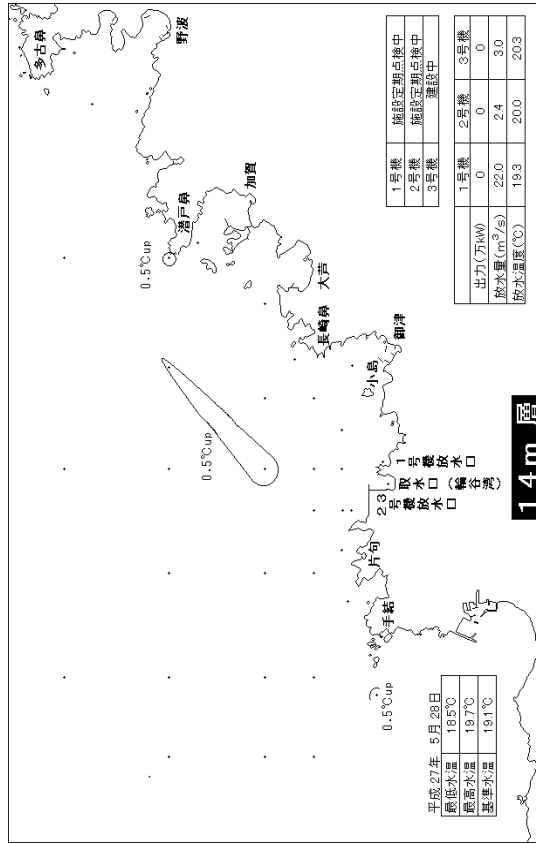 多古鼻
野波
潜戸鼻
加賀
0.5℃up
大芦
長崎鼻
御津
小島
0.5℃up
1号機放水口
取水口(輪谷湾)
2 3号機放水口
片句
手結
0.5℃up
平成 27年 5月 28日
最低水温 18.5℃
最高水温 19.7℃
基準水温 19.1℃
14m 層
1号機 施設定期点検中
2号機 施設定期点検中
3号機 建設中
1号機 2号機 3号機
出力(万kW) 0 0 0
放水量(m³/s) 22.0 2.4 3.0
放水温度(℃) 19.3 20.0 20.3